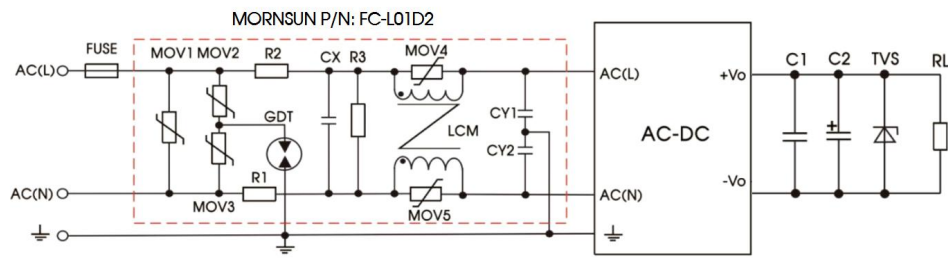 MORNSUN P/N: FC-L01D2
FUSE
MOV1 MOV2
R2
CX
R3
MOV4
AC(L)
AC(L)
+Vo
C1
C2
TVS
RL
GDT
CY1
LCM
CY2
AC-DC
+
AC(N)
R1
MOV3
MOV5
AC(N)
-Vo